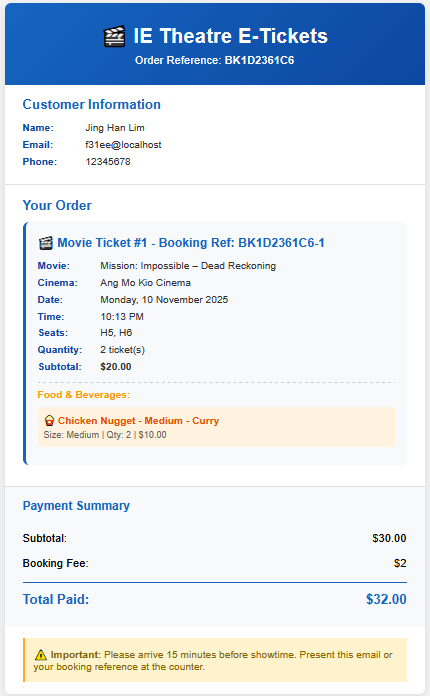 🎬 IE Theatre E-Tickets
Order Reference: BK1D2361C6
Customer Information
Name: Jing Han Lim
Email: f31ee@localhost
Phone: 12345678
Your Order
🎬 Movie Ticket #1 - Booking Ref: BK1D2361C6-1
Movie: Mission: Impossible – Dead Reckoning
Cinema: Ang Mo Kio Cinema
Date: Monday, 10 November 2025
Time: 10:13 PM
Seats: H5, H6
Quantity: 2 ticket(s)
Subtotal: $20.00
Food & Beverages:
🍿 Chicken Nugget - Medium - Curry
Size: Medium | Qty: 2 | $10.00
Payment Summary
Subtotal: $30.00
Booking Fee: $2
Total Paid: $32.00
⚠️ Important: Please arrive 15 minutes before showtime. Present this email or
your booking reference at the counter.